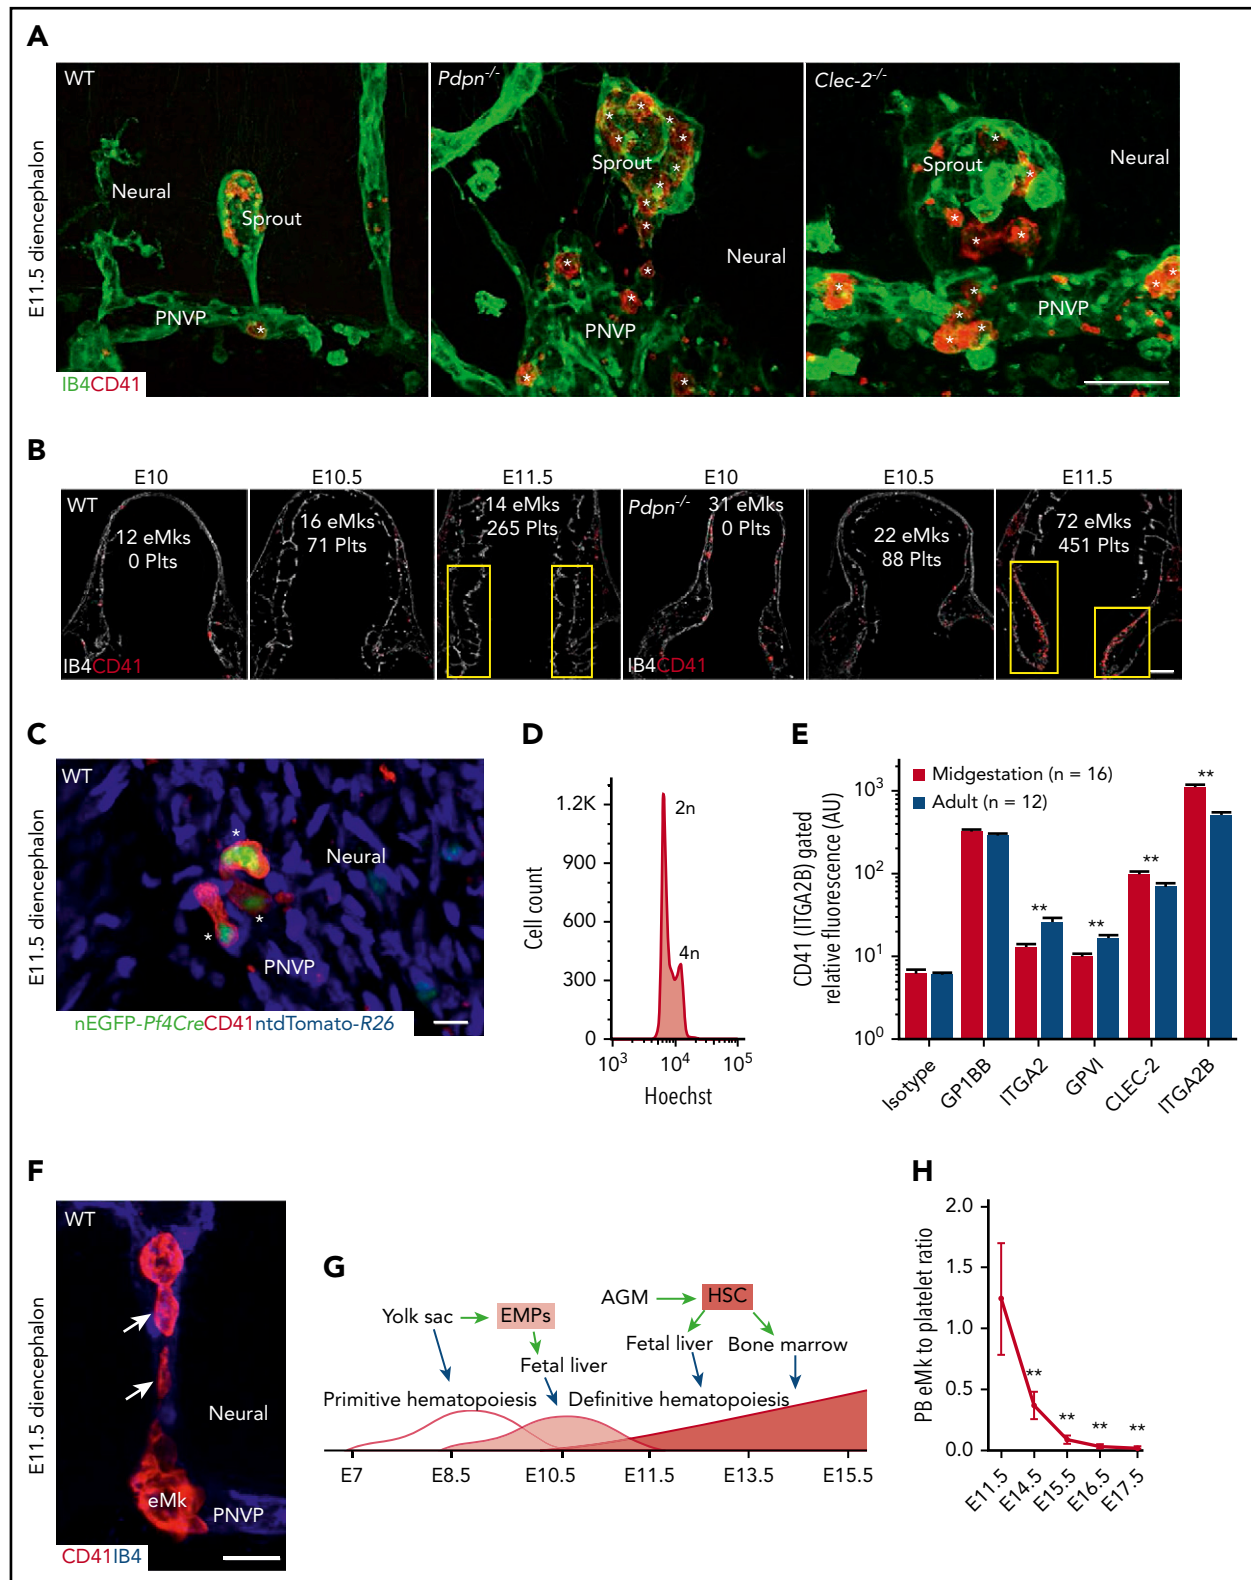 A
E11.5 diencephalon
WT
Neural
Sprout
PNVP
*
IB4CD41
Pdpn-/-
* * * * * * * * *
Sprout
Neural
* * *
PNVP
* *
Clec-2-/-
Sprout
Neural
* * * * *
PNVP
* * * * * * *
B
E10 E10.5 E11.5 E10 E10.5 E11.5
WT
12 eMks
0 Plts
IB4CD41
16 eMks
71 Plts
14 eMks
265 Plts
Pdpn-/-
31 eMks
0 Plts
IB4CD41
22 eMks
88 Plts
72 eMks
451 Plts
C
E11.5 diencephalon
WT
*
Neural
*
*
PNVP
nEGFP-Pf4CreCD41ntdTomato-R26
D
Cell count
1.2K
900
600
300
0
2n
4n
10³ 10⁴ 10⁵
Hoechst
E
CD41 (ITGA2B) gated
relative fluorescence (AU)
10³
10²
10¹
10⁰
Midgestation (n = 16)
Adult (n = 12)
** ** ** **
Isotype
GP1BB
ITGA2
GPVI
CLEC-2
ITGA2B
F
E11.5 diencephalon
WT
Neural
eMk
PNVP
CD41IB4
G
AGM HSC
Yolk sac EMPs
Fetal liver Bone marrow
Fetal liver
Primitive hematopoiesis Definitive hematopoiesis
E7 E8.5 E10.5 E11.5 E13.5 E15.5
H
PB eMk to platelet ratio
2.0
1.5
1.0
0.5
0.0
** ** ** **
E11.5
E14.5
E15.5
E16.5
E17.5